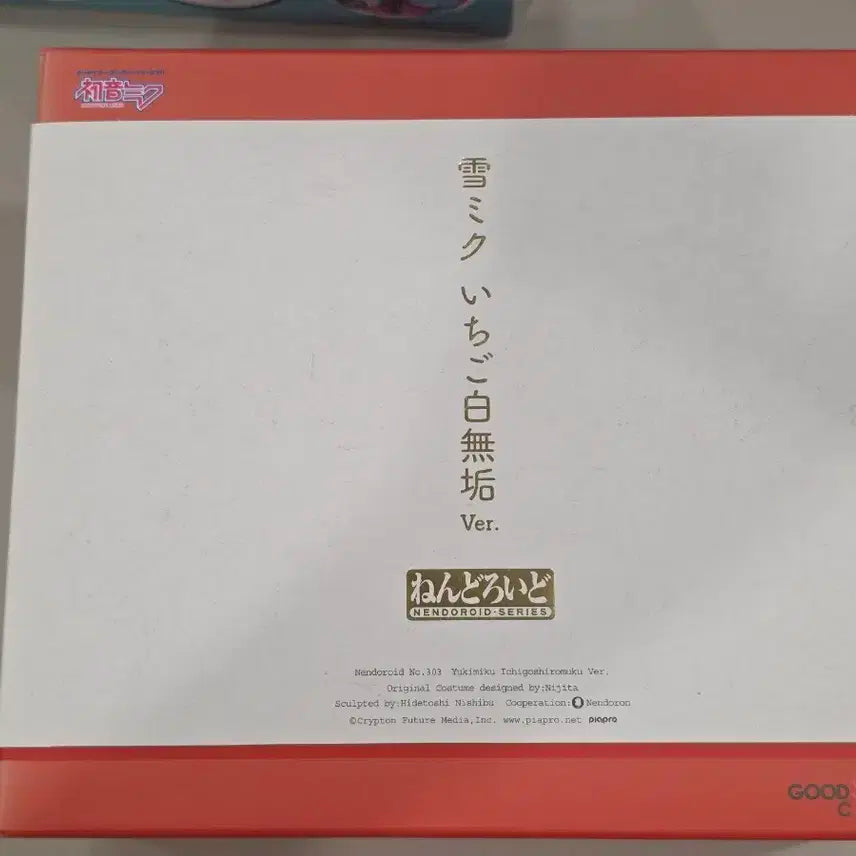 初音ミク
雪ミク いちご白無垢
Ver.
ねんどろいど
NENDOROID-SERIES
Nendoroid No.303 Yukimiku Ichigoshiromuku Ver.
Original Costume designed by:Nijita
Sculpted by:Hidetoshi Nishibu Cooperation: Nendoron
©Crypton Future Media,Inc. www.piapro.net piapro
GOOD
C